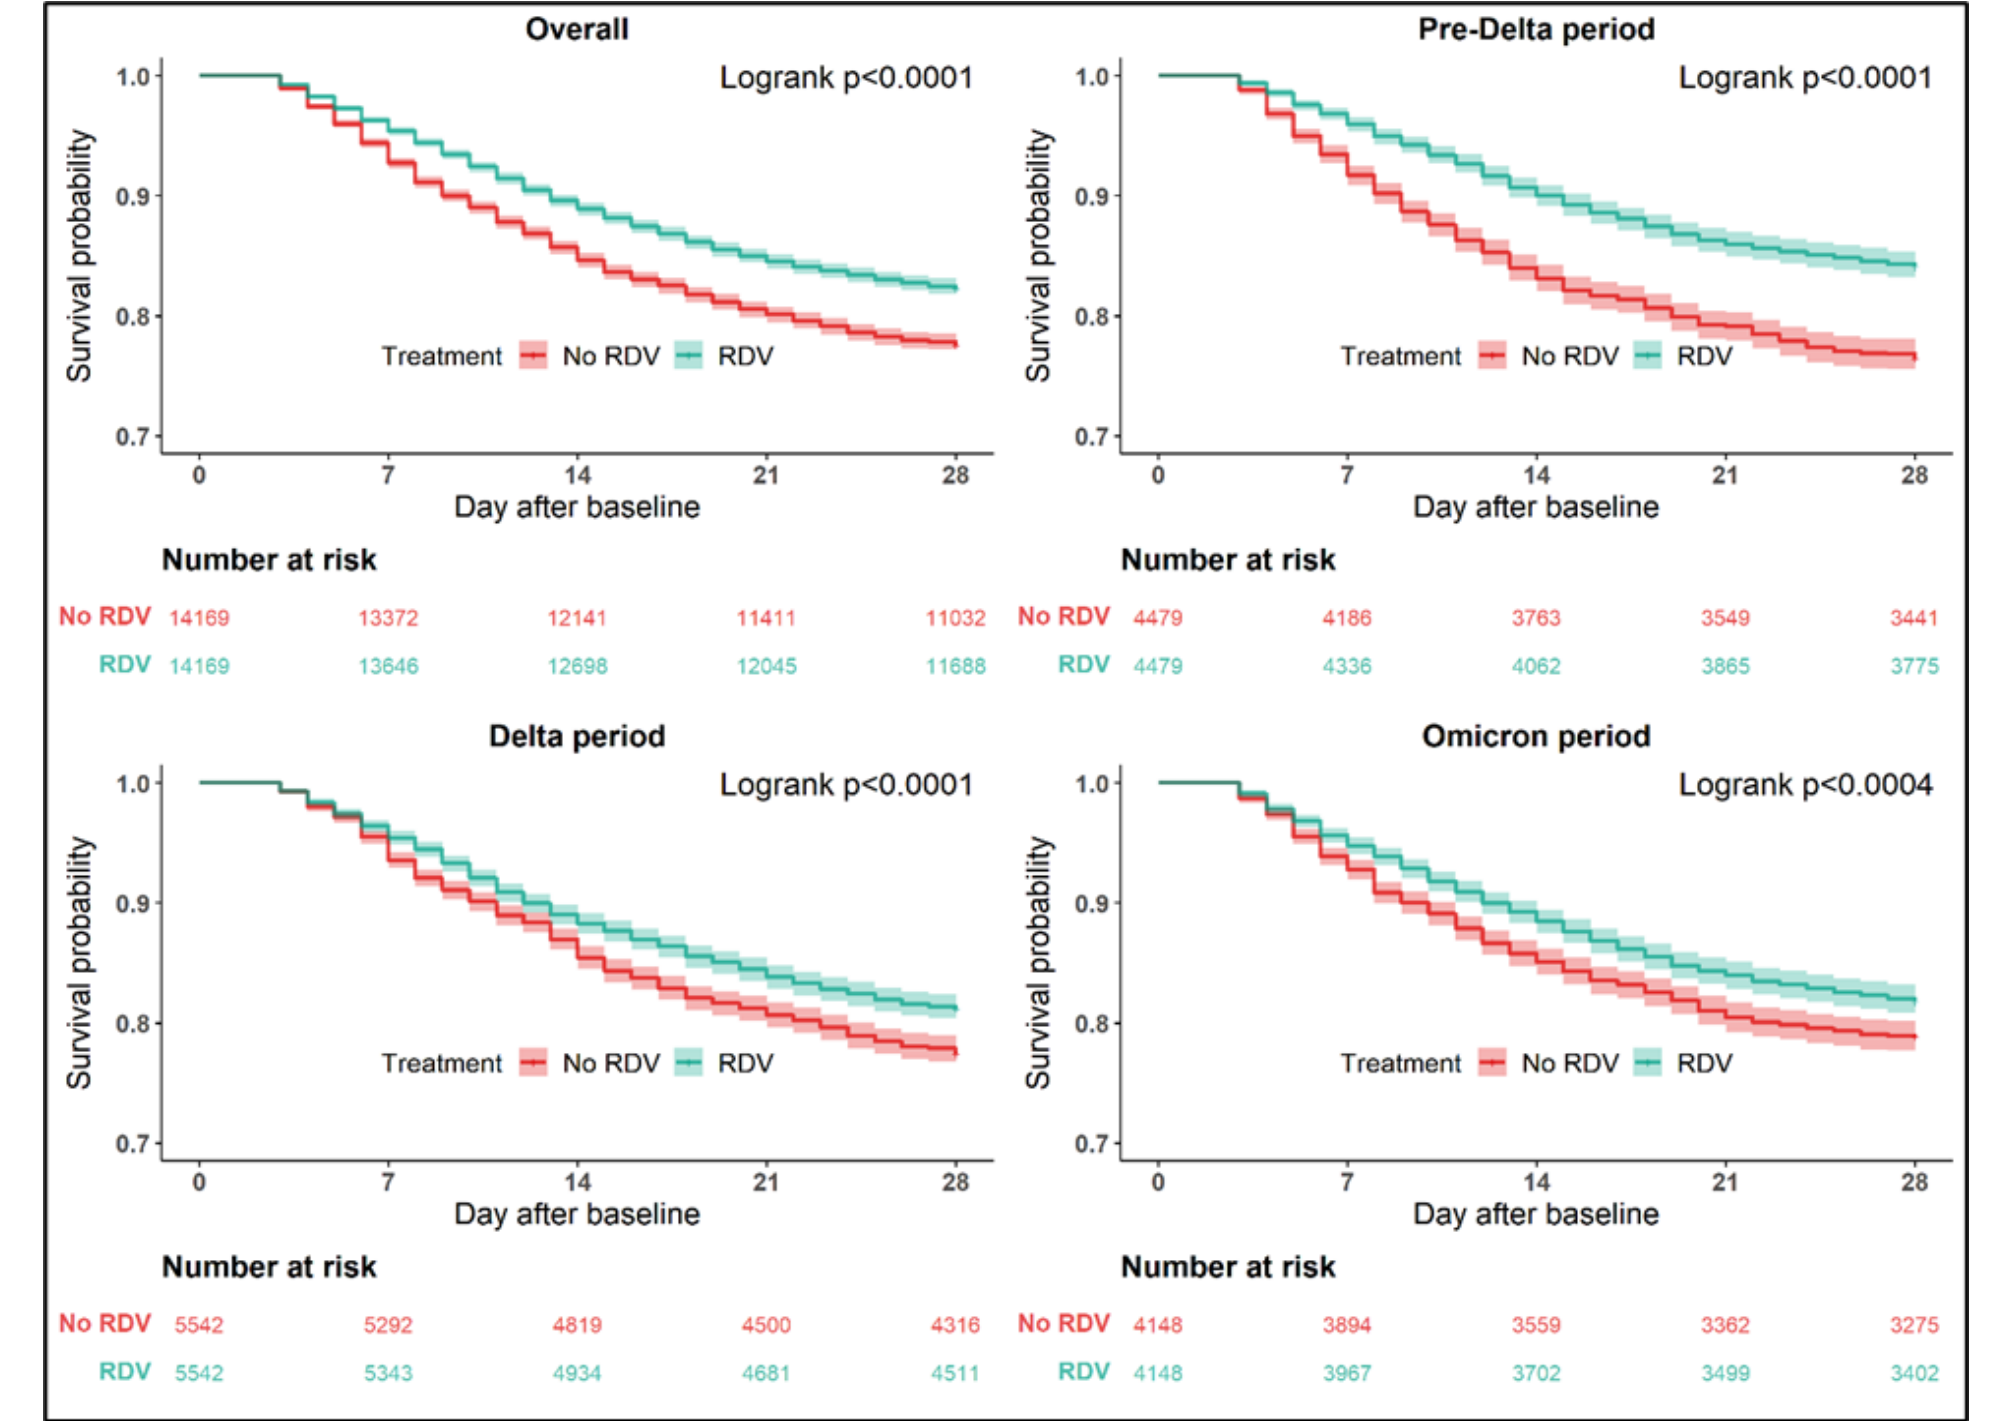 Overall
Logrank p<0.0001
Survival probability
1.0
0.9
0.8
0.7
Treatment No RDV RDV
0 7 14 21 28
Day after baseline
Number at risk
No RDV 14169 13372 12141 11411 11032
RDV 14169 13646 12698 12045 11688
Pre-Delta period
Logrank p<0.0001
Survival probability
1.0
0.9
0.8
0.7
Treatment No RDV RDV
0 7 14 21 28
Day after baseline
Number at risk
No RDV 4479 4186 3763 3549 3441
RDV 4479 4336 4062 3865 3775
Delta period
Logrank p<0.0001
Survival probability
1.0
0.9
0.8
0.7
Treatment No RDV RDV
0 7 14 21 28
Day after baseline
Number at risk
No RDV 5542 5292 4819 4500 4316
RDV 5542 5343 4934 4681 4511
Omicron period
Logrank p<0.0004
Survival probability
1.0
0.9
0.8
0.7
Treatment No RDV RDV
0 7 14 21 28
Day after baseline
Number at risk
No RDV 4148 3894 3559 3362 3275
RDV 4148 3967 3702 3499 3402